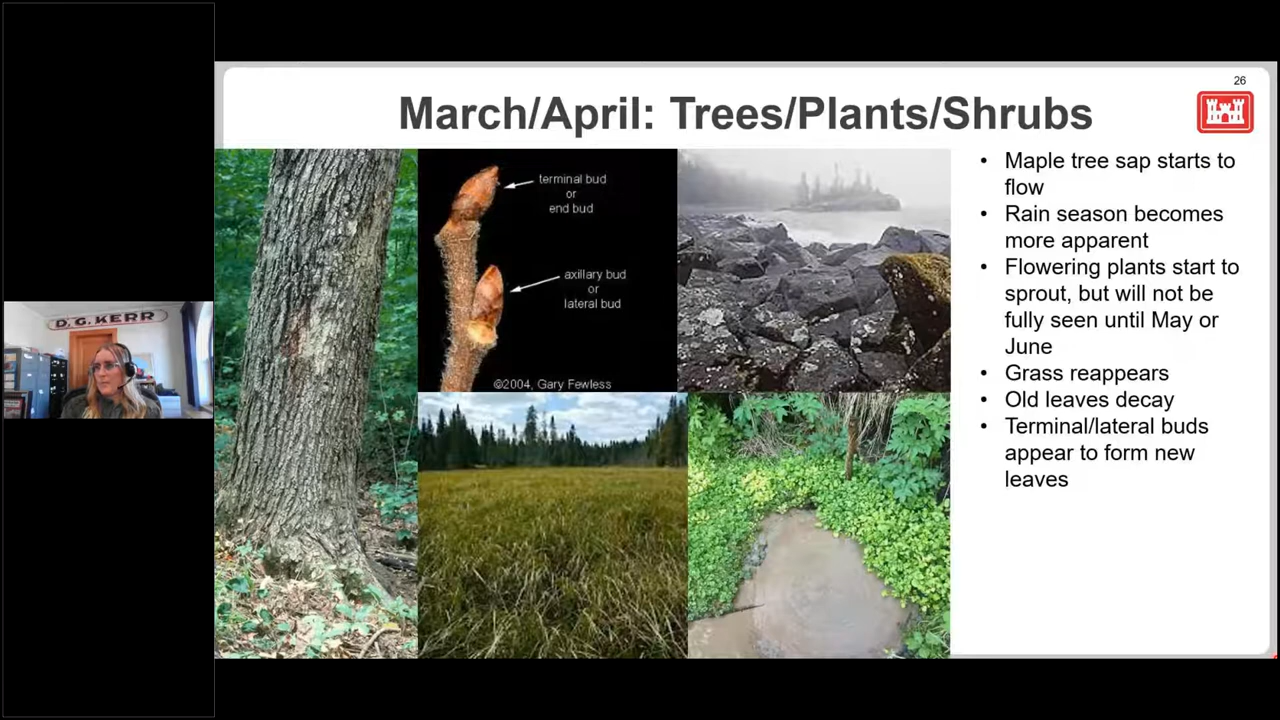 26
March/April: Trees/Plants/Shrubs
D. G. KERR
terminal bud
or
end bud
axillary bud
or
lateral bud
©2004, Gary Fewless
• Maple tree sap starts to
flow
• Rain season becomes
more apparent
• Flowering plants start to
sprout, but will not be
fully seen until May or
June
• Grass reappears
• Old leaves decay
• Terminal/lateral buds
appear to form new
leaves